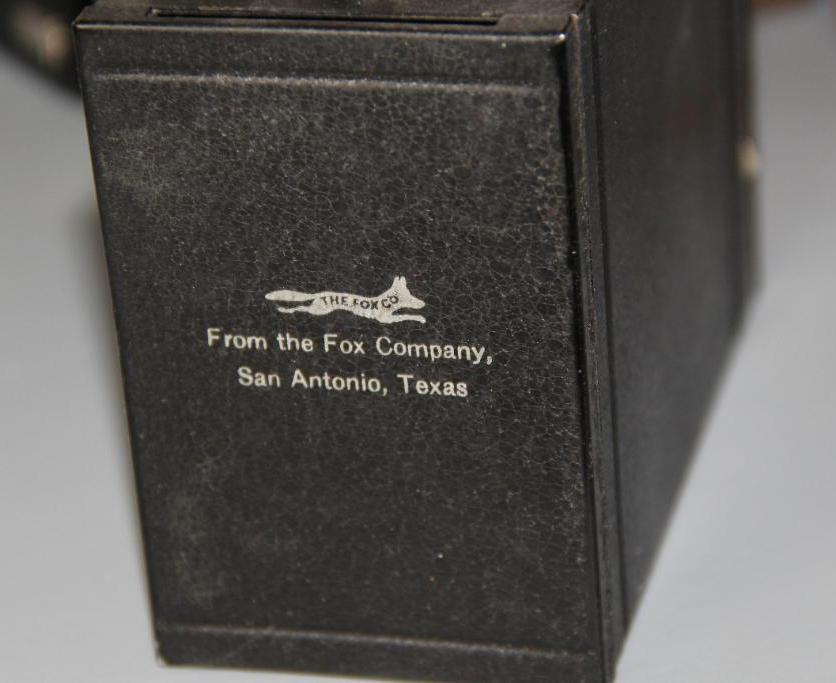 THE FOX CO
From the Fox Company,
San Antonio, Texas